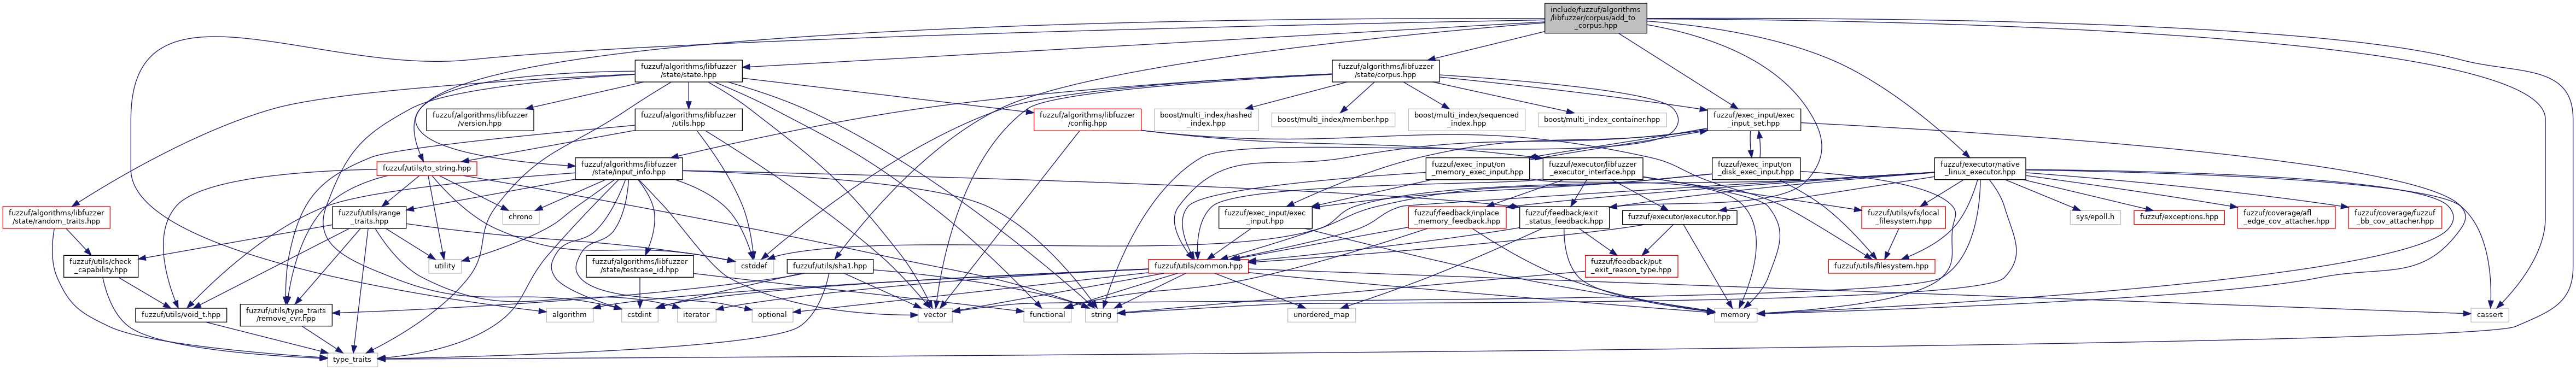 include/fuzzuf/algorithms
/libfuzzer/corpus/add_to
_corpus.hpp
fuzzuf/algorithms/libfuzzer
/state/state.hpp
fuzzuf/algorithms/libfuzzer
/state/corpus.hpp
fuzzuf/algorithms/libfuzzer
/version.hpp
fuzzuf/algorithms/libfuzzer
/utils.hpp
fuzzuf/algorithms/libfuzzer
/config.hpp
boost/multi_index/hashed
_index.hpp
boost/multi_index/member.hpp
boost/multi_index/sequenced
_index.hpp
boost/multi_index_container.hpp
fuzzuf/exec_input/exec
_input_set.hpp
fuzzuf/utils/to_string.hpp
fuzzuf/algorithms/libfuzzer
/state/input_info.hpp
fuzzuf/exec_input/on
_memory_exec_input.hpp
fuzzuf/executor/libfuzzer
_executor_interface.hpp
fuzzuf/exec_input/on
_disk_exec_input.hpp
fuzzuf/executor/native
_linux_executor.hpp
fuzzuf/algorithms/libfuzzer
/state/random_traits.hpp
fuzzuf/utils/range
_traits.hpp
chrono
fuzzuf/exec_input/exec
_input.hpp
fuzzuf/feedback/inplace
_memory_feedback.hpp
fuzzuf/feedback/exit
_status_feedback.hpp
fuzzuf/executor/executor.hpp
fuzzuf/utils/vfs/local
_filesystem.hpp
sys/epoll.h
fuzzuf/exceptions.hpp
fuzzuf/coverage/afl
_edge_cov_attacher.hpp
fuzzuf/coverage/fuzzuf
_bb_cov_attacher.hpp
fuzzuf/utils/check
_capability.hpp
utility
fuzzuf/algorithms/libfuzzer
/state/testcase_id.hpp
cstddef
fuzzuf/utils/sha1.hpp
fuzzuf/utils/common.hpp
fuzzuf/feedback/put
_exit_reason_type.hpp
fuzzuf/utils/filesystem.hpp
fuzzuf/utils/void_t.hpp
fuzzuf/utils/type_traits
/remove_cvr.hpp
algorithm
cstdint
iterator
optional
vector
functional
string
unordered_map
memory
cassert
type_traits